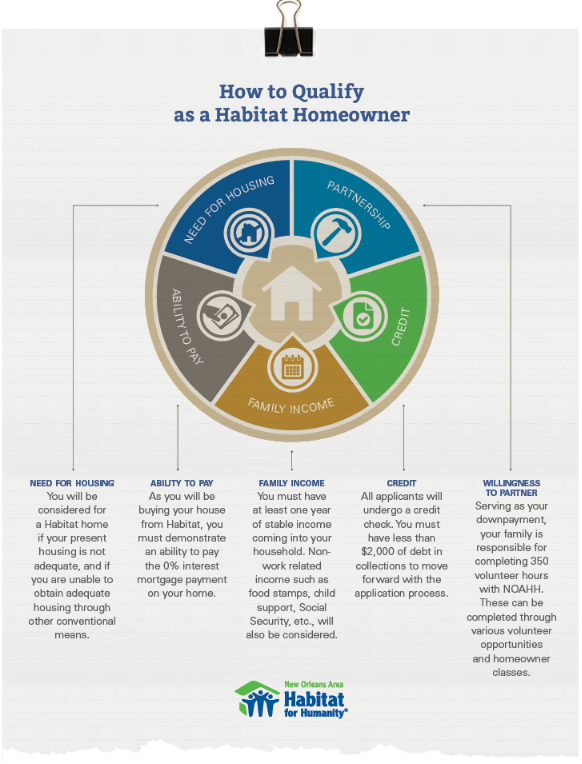 How to Qualify
as a Habitat Homeowner
NEED FOR HOUSING
PARTNERSHIP
ABILITY TO PAY
CREDIT
FAMILY INCOME
NEED FOR HOUSING
You will be
considered for
a Habitat home
if your present
housing is not
adequate, and if
you are unable to
obtain adequate
housing through
other conventional
means.
ABILITY TO PAY
As you will be
buying your house
from Habitat, you
must demonstrate
an ability to pay
the 0% interest
mortgage payment
on your home.
FAMILY INCOME
You must have
at least one year
of stable income
coming into your
household. Non-
work related
income such as
food stamps, child
support, Social
Security, etc., will
also be considered.
CREDIT
All applicants will
undergo a credit
check. You must
have less than
$2,000 of debt in
collections to move
forward with the
application process.
WILLINGNESS
TO PARTNER
Serving as your
downpayment,
your family is
responsible for
completing 350
volunteer hours
with NOAHH.
These can be
completed through
various volunteer
opportunities
and homeowner
classes.
New Orleans Area
Habitat
for Humanity®